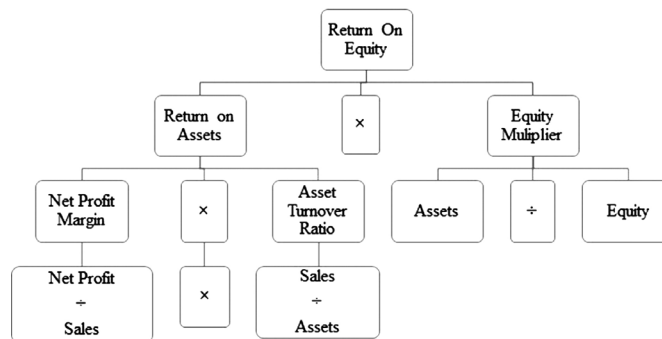 Return On
Equity
Return on
Assets
×
Equity
Muliplier
Net Profit
Margin
×
Asset
Turnover
Ratio
Assets
÷
Equity
Net Profit
÷
Sales
×
Sales
÷
Assets